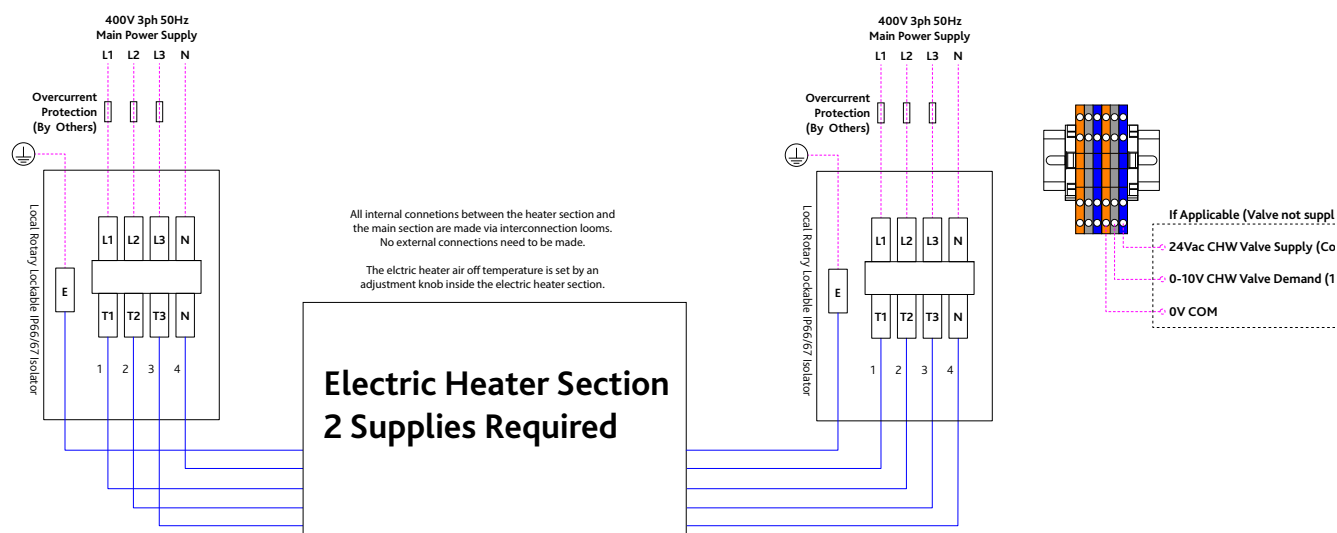 400V 3ph 50Hz
Main Power Supply
L1 L2 L3 N
Overcurrent
Protection
(By Others)
Local Rotary Lockable IP66/67 Isolator
L1 L2 L3 N
E
T1 T2 T3 N
1 2 3 4
All internal connetions between the heater section and
the main section are made via interconnection looms.
No external connections need to be made.
The elctric heater air off temperature is set by an
adjustment knob inside the electric heater section.
Electric Heater Section
2 Supplies Required
400V 3ph 50Hz
Main Power Supply
L1 L2 L3 N
Overcurrent
Protection
(By Others)
Local Rotary Lockable IP66/67 Isolator
L1 L2 L3 N
E
T1 T2 T3 N
1 2 3 4
If Applicable (Valve not suppl
24Vac CHW Valve Supply (Co
0-10V CHW Valve Demand (1
0V COM